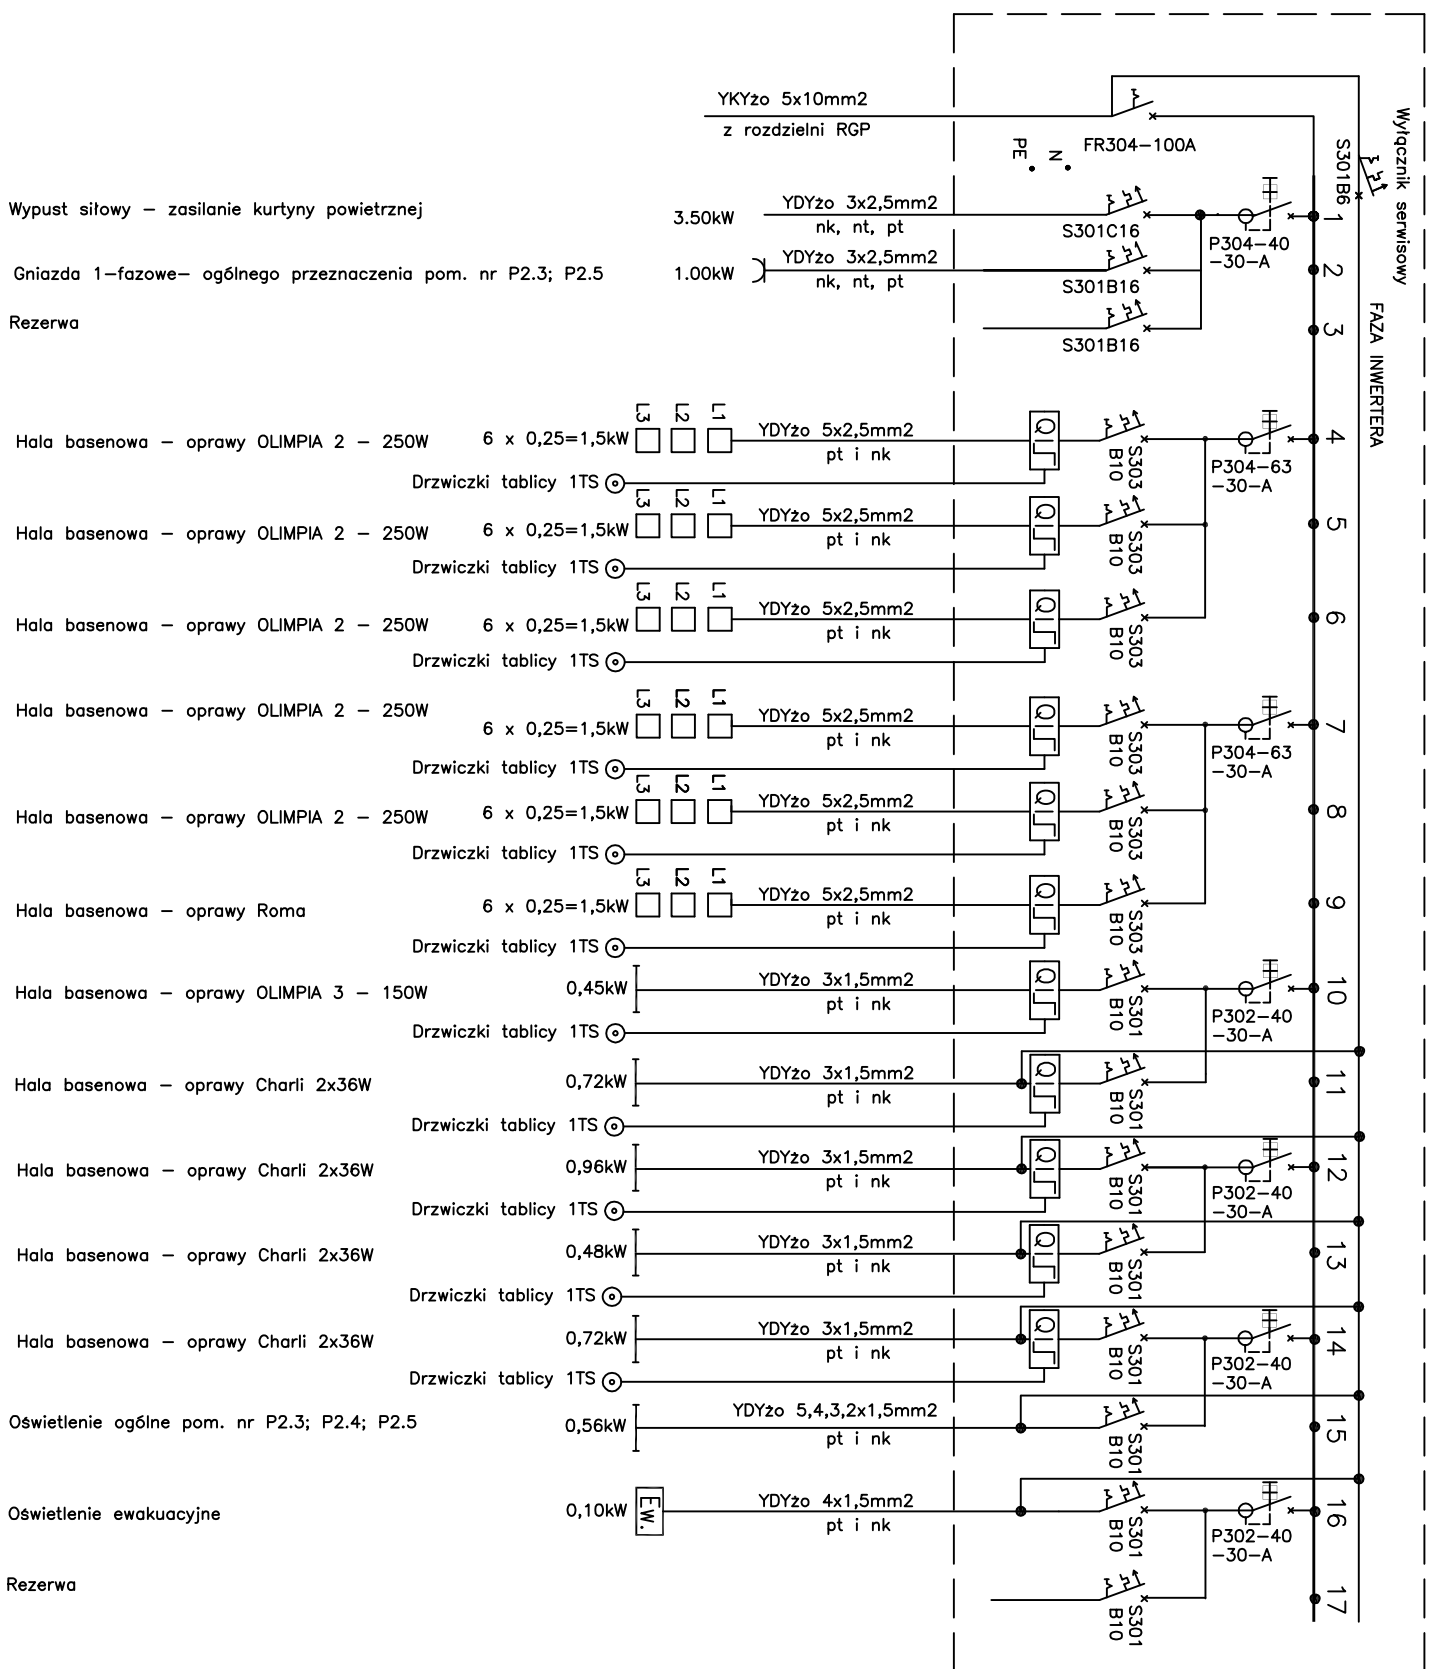 YKYżo 5x10mm2
z rozdzielni RGP
FR304-100A
PE
N
S301B6
Wyłącznik serwisowy
FAZA INWERTERA
Wypust siłowy – zasilanie kurtyny powietrznej
3.50kW
YDYżo 3x2,5mm2
nk, nt, pt
S301C16
P304-40
-30-A
1
Gniazda 1-fazowe- ogólnego przeznaczenia pom. nr P2.3; P2.5
1.00kW
YDYżo 3x2,5mm2
nk, nt, pt
S301B16
2
Rezerwa
S301B16
3
Hala basenowa – oprawy OLIMPIA 2 – 250W
6 x 0,25=1,5kW
L3
L2
L1
YDYżo 5x2,5mm2
pt i nk
Q
S303
B10
P304-63
-30-A
4
Drzwiczki tablicy 1TS
Hala basenowa – oprawy OLIMPIA 2 – 250W
6 x 0,25=1,5kW
L3
L2
L1
YDYżo 5x2,5mm2
pt i nk
Q
S303
B10
5
Drzwiczki tablicy 1TS
Hala basenowa – oprawy OLIMPIA 2 – 250W
6 x 0,25=1,5kW
L3
L2
L1
YDYżo 5x2,5mm2
pt i nk
Q
S303
B10
6
Drzwiczki tablicy 1TS
Hala basenowa – oprawy OLIMPIA 2 – 250W
6 x 0,25=1,5kW
L3
L2
L1
YDYżo 5x2,5mm2
pt i nk
Q
S303
B10
P304-63
-30-A
7
Drzwiczki tablicy 1TS
Hala basenowa – oprawy OLIMPIA 2 – 250W
6 x 0,25=1,5kW
L3
L2
L1
YDYżo 5x2,5mm2
pt i nk
Q
S303
B10
8
Drzwiczki tablicy 1TS
Hala basenowa – oprawy Roma
6 x 0,25=1,5kW
L3
L2
L1
YDYżo 5x2,5mm2
pt i nk
Q
S303
B10
9
Drzwiczki tablicy 1TS
Hala basenowa – oprawy OLIMPIA 3 – 150W
0,45kW
YDYżo 3x1,5mm2
pt i nk
Q
S301
B10
P302-40
-30-A
10
Drzwiczki tablicy 1TS
Hala basenowa – oprawy Charli 2x36W
0,72kW
YDYżo 3x1,5mm2
pt i nk
Q
S301
B10
11
Drzwiczki tablicy 1TS
Hala basenowa – oprawy Charli 2x36W
0,96kW
YDYżo 3x1,5mm2
pt i nk
Q
S301
B10
P302-40
-30-A
12
Drzwiczki tablicy 1TS
Hala basenowa – oprawy Charli 2x36W
0,48kW
YDYżo 3x1,5mm2
pt i nk
Q
S301
B10
13
Drzwiczki tablicy 1TS
Hala basenowa – oprawy Charli 2x36W
0,72kW
YDYżo 3x1,5mm2
pt i nk
Q
S301
B10
P302-40
-30-A
14
Drzwiczki tablicy 1TS
Oświetlenie ogólne pom. nr P2.3; P2.4; P2.5
0,56kW
YDYżo 5,4,3,2x1,5mm2
pt i nk
S301
B10
15
Oświetlenie ewakuacyjne
0,10kW
EW.
YDYżo 4x1,5mm2
pt i nk
S301
B10
P302-40
-30-A
16
Rezerwa
S301
B10
17